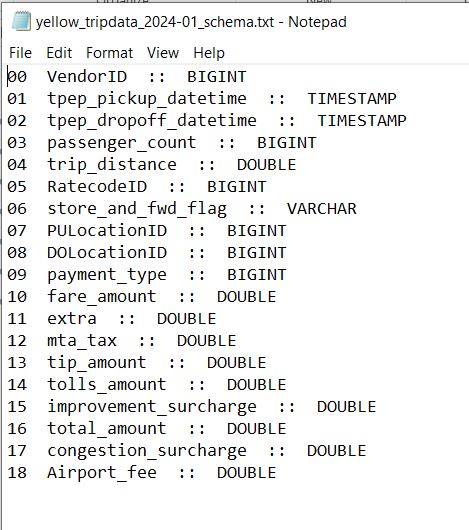 yellow_tripdata_2024-01_schema.txt - Notepad
File Edit Format View Help
00 VendorID :: BIGINT
01 tpep_pickup_datetime :: TIMESTAMP
02 tpep_dropoff_datetime :: TIMESTAMP
03 passenger_count :: BIGINT
04 trip_distance :: DOUBLE
05 RatecodeID :: BIGINT
06 store_and_fwd_flag :: VARCHAR
07 PULocationID :: BIGINT
08 DOLocationID :: BIGINT
09 payment_type :: BIGINT
10 fare_amount :: DOUBLE
11 extra :: DOUBLE
12 mta_tax :: DOUBLE
13 tip_amount :: DOUBLE
14 tolls_amount :: DOUBLE
15 improvement_surcharge :: DOUBLE
16 total_amount :: DOUBLE
17 congestion_surcharge :: DOUBLE
18 Airport_fee :: DOUBLE